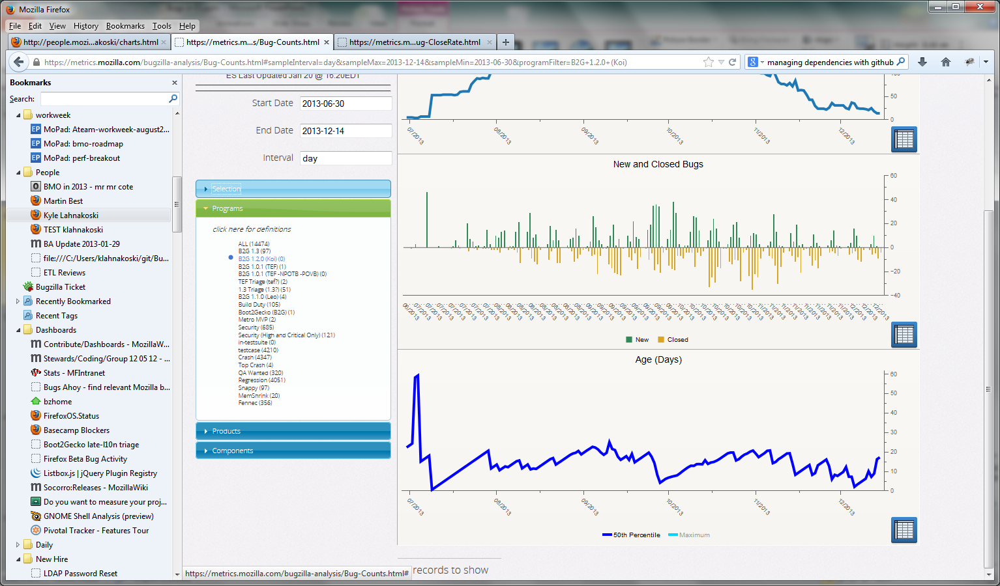 Mozilla Firefox
File Edit View History Bookmarks Tools Help
http://people.mozi...akoski/charts.html
https://metrics.m...s/Bug-Counts.html
https://metrics.m...ug-CloseRate.html
https://metrics.mozilla.com/bugzilla-analysis/Bug-Counts.html#sampleInterval=day&sampleMax=2013-12-14&sampleMin=2013-06-30&programFilter=B2G+1.2.0+(Koi)
managing dependencies with github
Bookmarks
Search:
workweek
EP MoPad: Ateam-workweek-august2...
EP MoPad: bmo-roadmap
EP MoPad: perf-breakout
People
BMO in 2013 - mr mr cote
Martin Best
Kyle Lahnakoski
TEST klahnakoski
BA Update 2013-01-29
file:///C:/Users/klahnakoski/git/Bu...
ETL Reviews
Bugzilla Ticket
Recently Bookmarked
Recent Tags
Dashboards
Contribute/Dashboards - MozillaW...
Stewards/Coding/Group 12 05 12 - ...
Stats - MFIntranet
Bugs Ahoy - find relevant Mozilla b...
bzhome
FirefoxOS.Status
Basecamp Blockers
Boot2Gecko late-l10n triage
Firefox Beta Bug Activity
Listbox.js | jQuery Plugin Registry
Socorro:Releases - MozillaWiki
Do you want to measure your proj...
GNOME Shell Analysis (preview)
Pivotal Tracker - Features Tour
Daily
New Hire
LDAP Password Reset
ES Last Updated Jan 20 @ 16:20EDT
Start Date 2013-06-30
End Date 2013-12-14
Interval day
Selection
Programs
click here for definitions
ALL (14474)
B2G 1.3 (97)
B2G 1.2.0 (Koi) (0)
B2G 1.0.1 (TEF) (1)
B2G 1.0.1 (TEF -NPOTB -POVB) (0)
TEF Triage (tef?) (2)
1.3 Triage (1.3?) (51)
B2G 1.1.0 (Leo) (4)
Build Duty (105)
Boot2Gecko (B2G) (1)
Metro MVP (2)
Security (685)
Security (High and Critical Only) (121)
in-testsuite (0)
testcase (4210)
Crash (4347)
Top Crash (4)
QA Wanted (320)
Regression (4051)
Snappy (97)
MemShrink (20)
Fennec (356)
Products
Components
50
0
07/2013 08/2013 09/2013 10/2013 11/2013 12/2013
New and Closed Bugs
60
40
20
0
-20
-40
New Closed
Age (Days)
60
50
40
30
20
10
0
07/2013 08/2013 09/2013 10/2013 11/2013 12/2013
50th Percentile Maximum
records to show
https://metrics.mozilla.com/bugzilla-analysis/Bug-Counts.html#